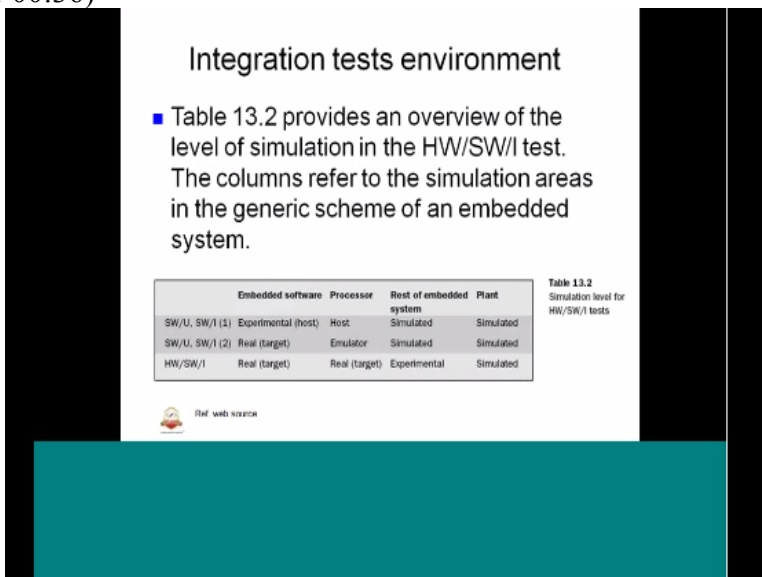 Integration tests environment
Table 13.2 provides an overview of the
level of simulation in the HW/SW/I test.
The columns refer to the simulation areas
in the generic scheme of an embedded
system.
Embedded software Processor Rest of embedded system Plant
SW/U, SW/I (1) Experimental (host) Host Simulated Simulated
SW/U, SW/I (2) Real (target) Emulator Simulated Simulated
HW/SW/I Real (target) Real (target) Experimental Simulated
Table 13.2
Simulation level for
HW/SW/I tests
Ref web source